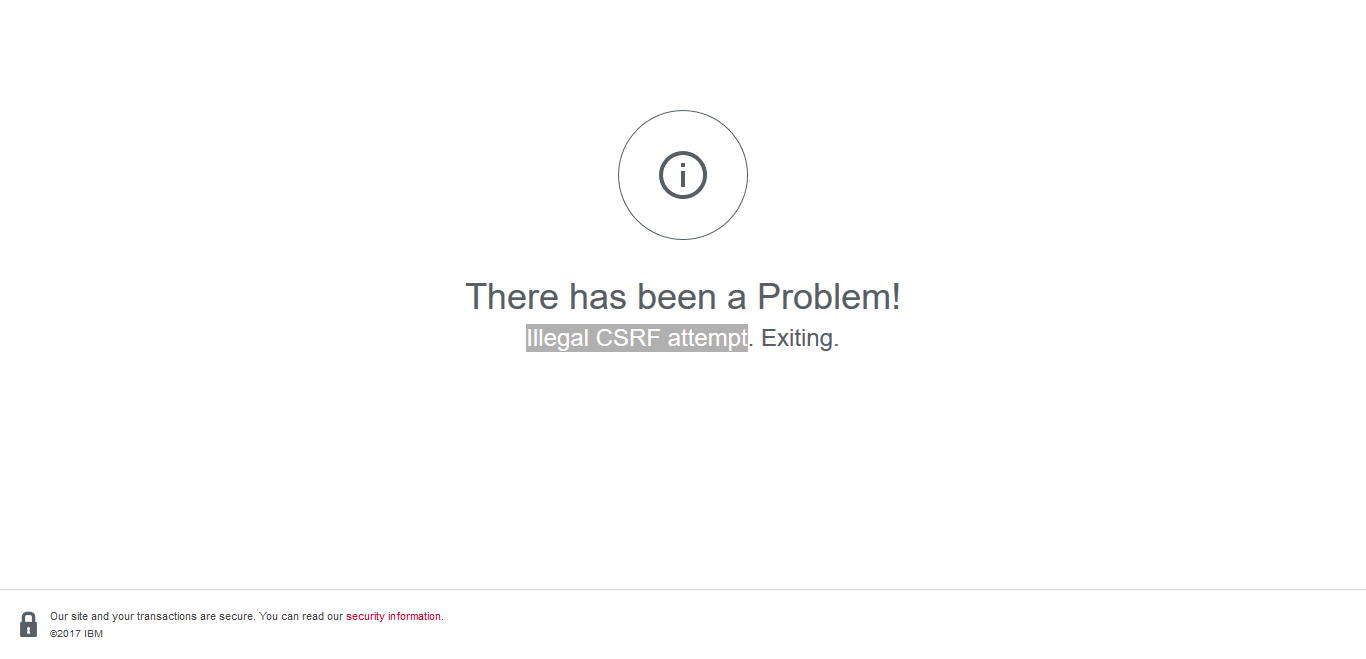 There has been a Problem!
Illegal CSRF attempt. Exiting.
Our site and your transactions are secure. You can read our security information.
©2017 IBM